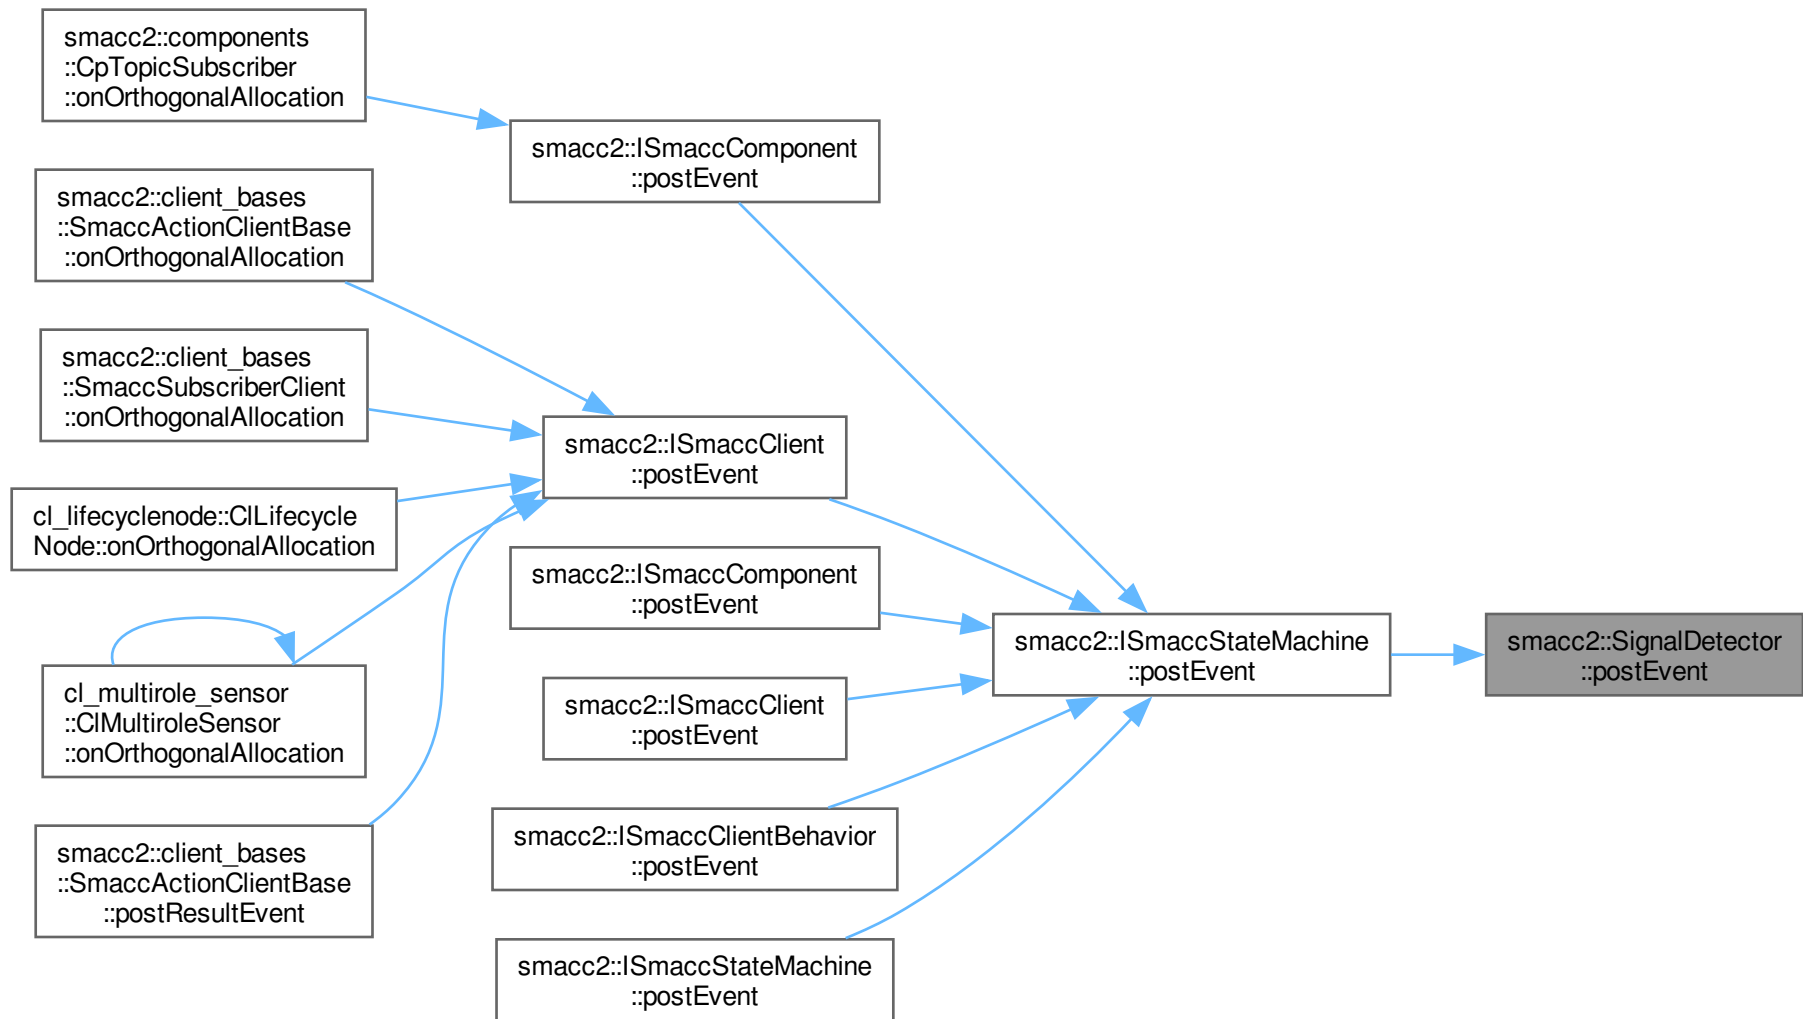 smacc2::components
::CpTopicSubscriber
::onOrthogonalAllocation
smacc2::client_bases
::SmaccActionClientBase
::onOrthogonalAllocation
smacc2::client_bases
::SmaccSubscriberClient
::onOrthogonalAllocation
cl_lifecyclenode::ClLifecycle
Node::onOrthogonalAllocation
cl_multirole_sensor
::ClMultiroleSensor
::onOrthogonalAllocation
smacc2::client_bases
::SmaccActionClientBase
::postResultEvent
smacc2::ISmaccComponent
::postEvent
smacc2::ISmaccClient
::postEvent
smacc2::ISmaccComponent
::postEvent
smacc2::ISmaccClient
::postEvent
smacc2::ISmaccClientBehavior
::postEvent
smacc2::ISmaccStateMachine
::postEvent
smacc2::ISmaccStateMachine
::postEvent
smacc2::SignalDetector
::postEvent